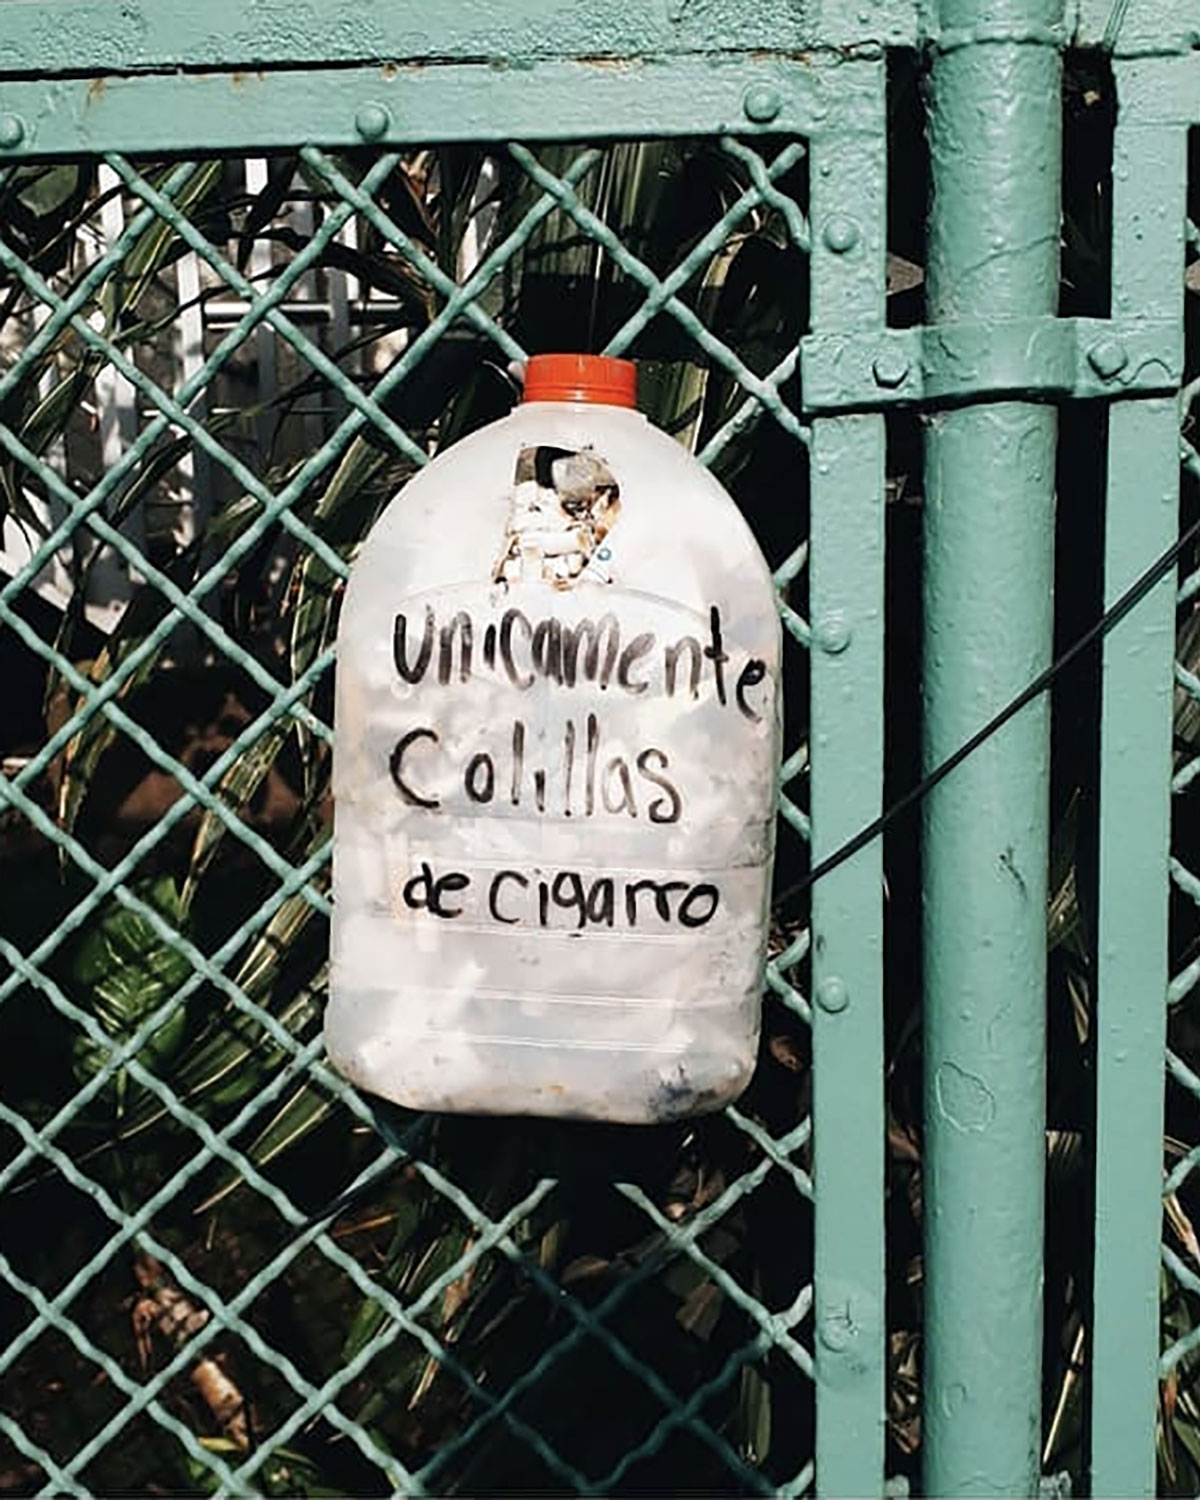 unicamente
Colillas
de cigarro